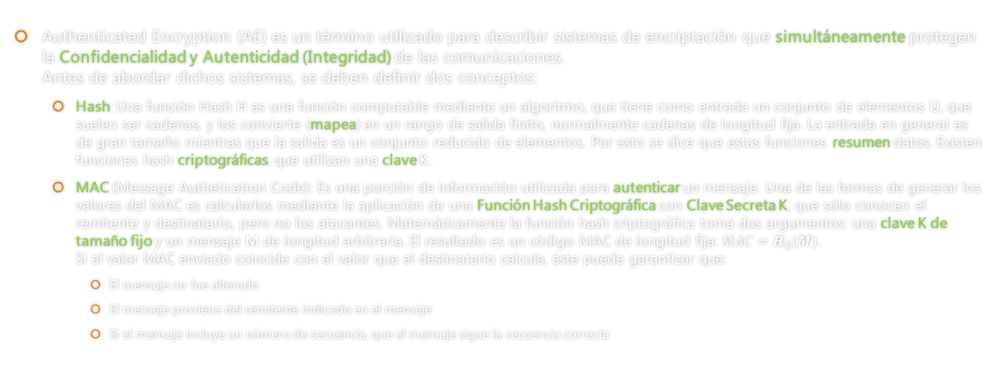 Authenticated Encryption (AE) es un término utilizado para describir sistemas de encriptación que simultáneamente protegen
la Confidencialidad y Autenticidad (Integridad) de las comunicaciones.
Antes de abordar dichos sistemas, se deben definir dos conceptos:
Hash: Una función Hash H es una función computable mediante un algoritmo, que tiene como entrada un conjunto de elementos U, que
suelen ser cadenas, y los convierte (mapea) en un rango de salida finito, normalmente cadenas de longitud fija. La entrada en general es
de gran tamaño mientras que la salida es un conjunto reducido de elementos. Por esto se dice que estas funciones resumen datos. Existen
funciones hash criptográficas, que utilizan una clave K.
MAC (Message Authetication Code): Es una porción de información utilizada para autenticar un mensaje. Una de las formas de generar los
valores del MAC es calcularlos mediante la aplicación de una Función Hash Criptográfica con Clave Secreta K, que sólo conocen el
remitente y destinatario, pero no los atacantes. Matemáticamente la función hash criptográfica toma dos argumentos: una clave K de
tamaño fijo y un mensaje M de longitud arbitraria. El resultado es un código MAC de longitud fija: MAC = H_k(M).
Si el valor MAC enviado coincide con el valor que el destinatario calcula, éste puede garantizar que:
El mensaje no fue alterado
El mensaje proviene del remitente indicado en el mensaje
Si el mensaje incluye un número de secuencia, que el mensaje sigue la secuencia correcta